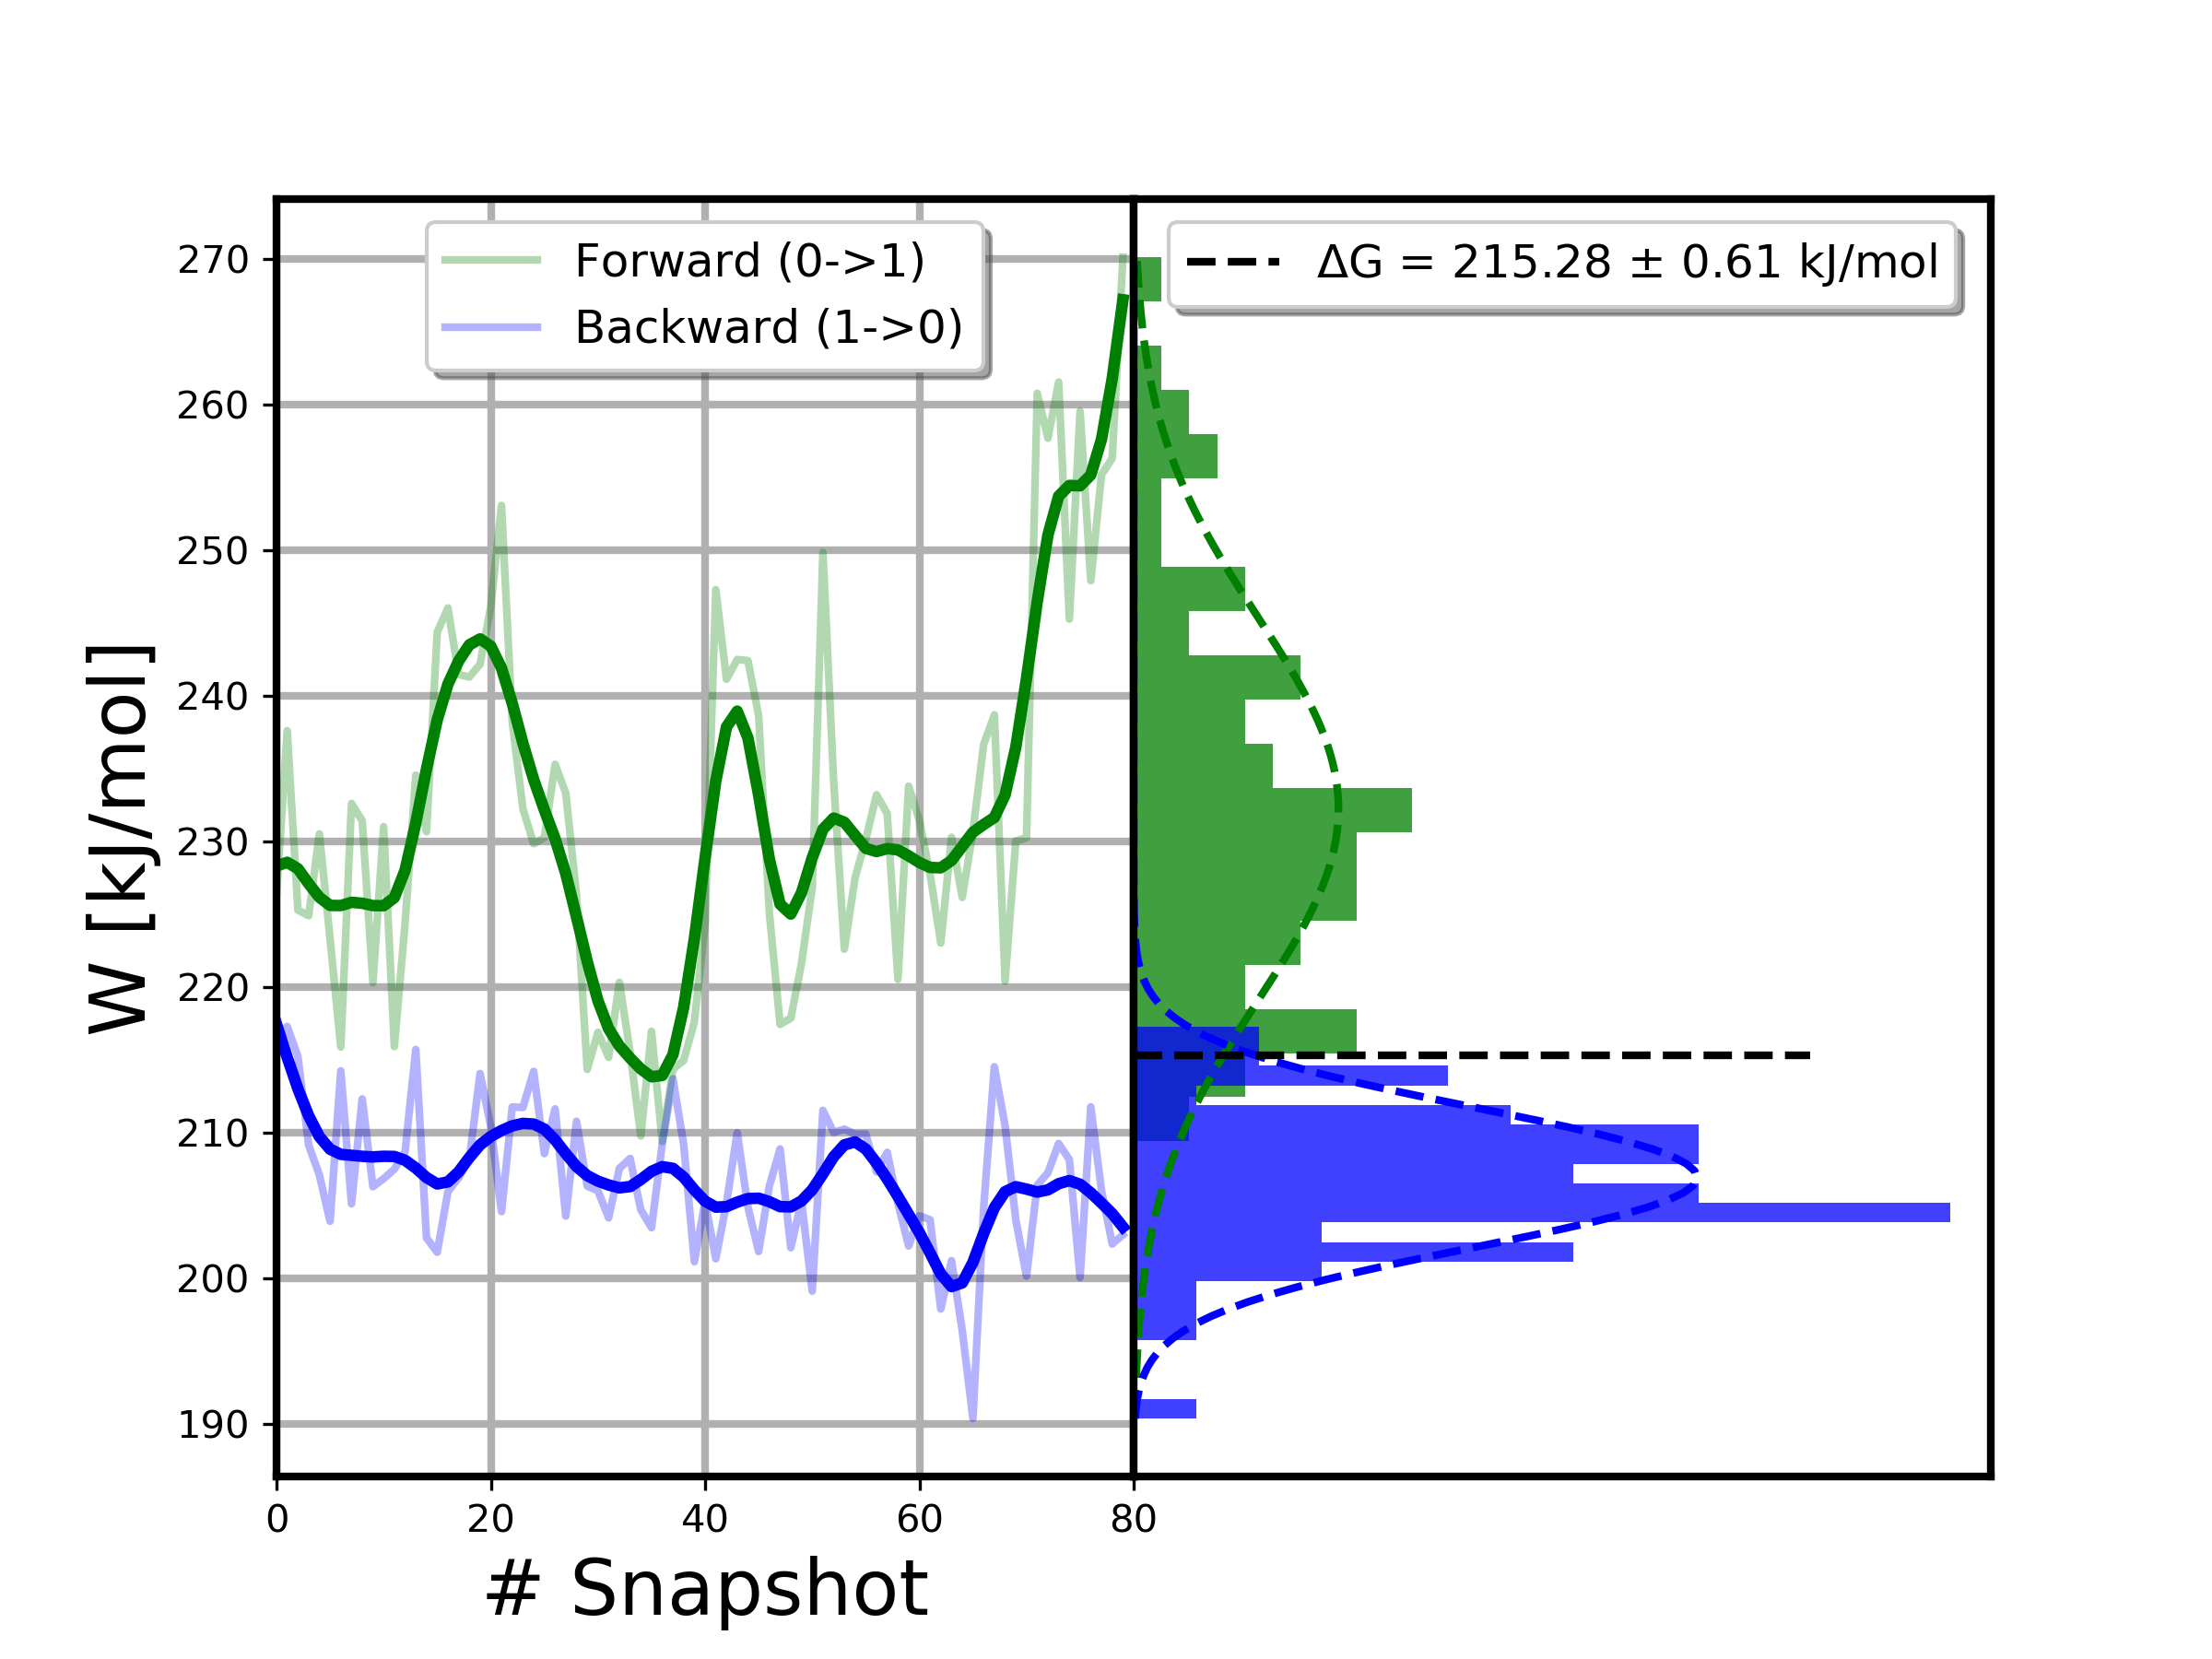 Forward (0->1)
Backward (1->0)
ΔG = 215.28 ± 0.61 kJ/mol
270
260
250
240
230
220
210
200
190
W [kJ/mol]
0 20 40 60 80
# Snapshot